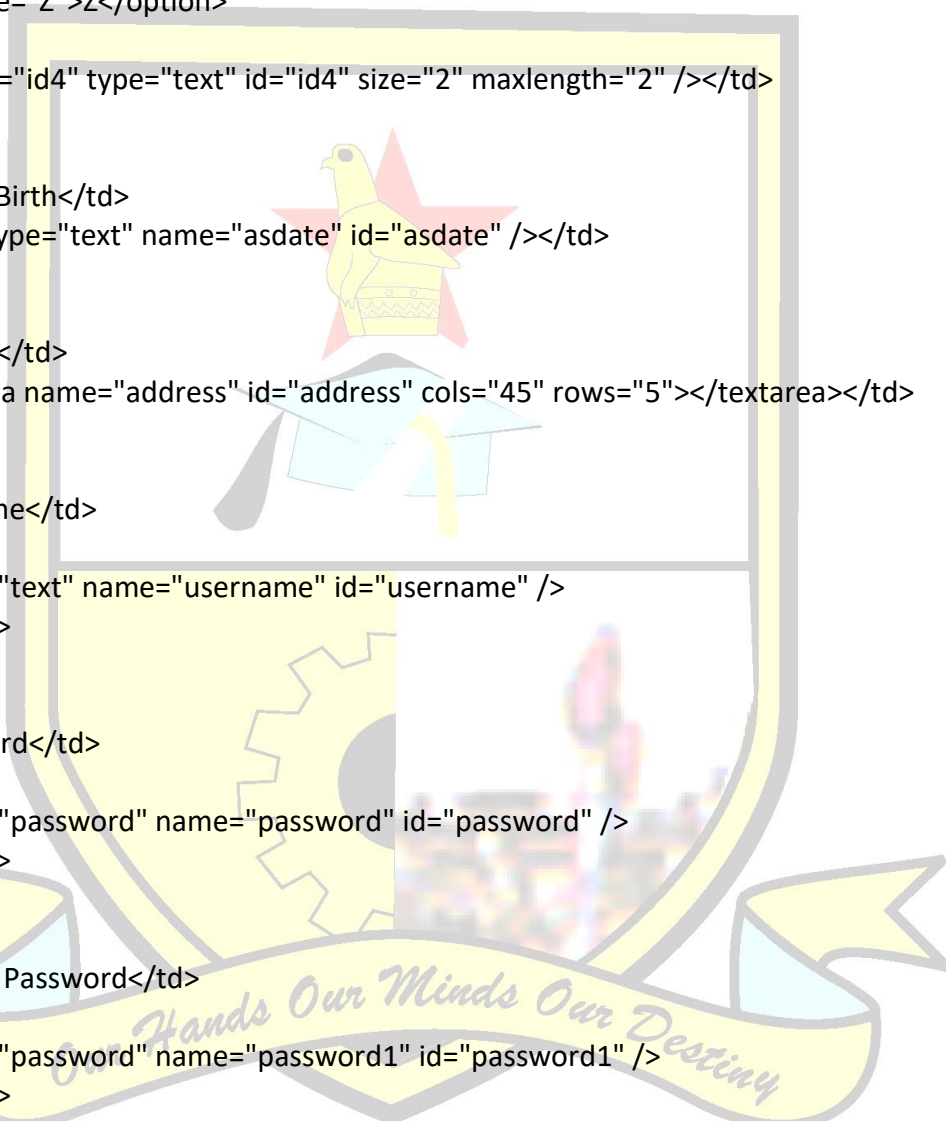 e="Z">Z</option>
="id4" type="text" id="id4" size="2" maxlength="2" /></td>
Birth</td>
ype="text" name="asdate" id="asdate" /></td>
</td>
a name="address" id="address" cols="45" rows="5"></textarea></td>
me</td>
"text" name="username" id="username" />
>
rd</td>
"password" name="password" id="password" />
>
Password</td>
Our Hands Our Minds Our Destiny
"password" name="password1" id="password1" />
>